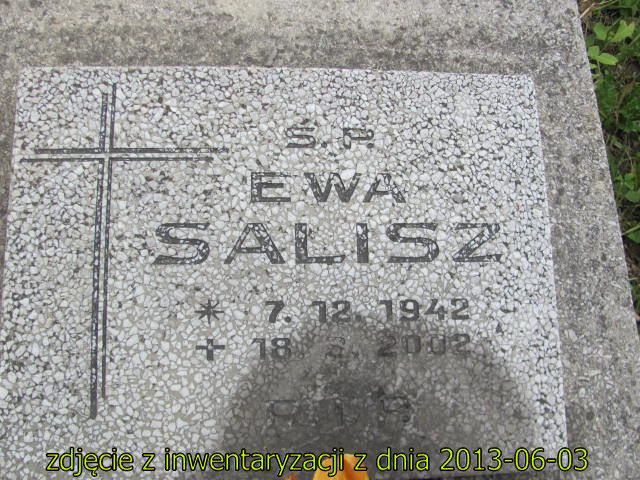 Ś.P.
EWA
SALISZ
* 7. 12. 1942
+ 18 2002
zdjęcie z inwentaryzacji z dnia 2013-06-03